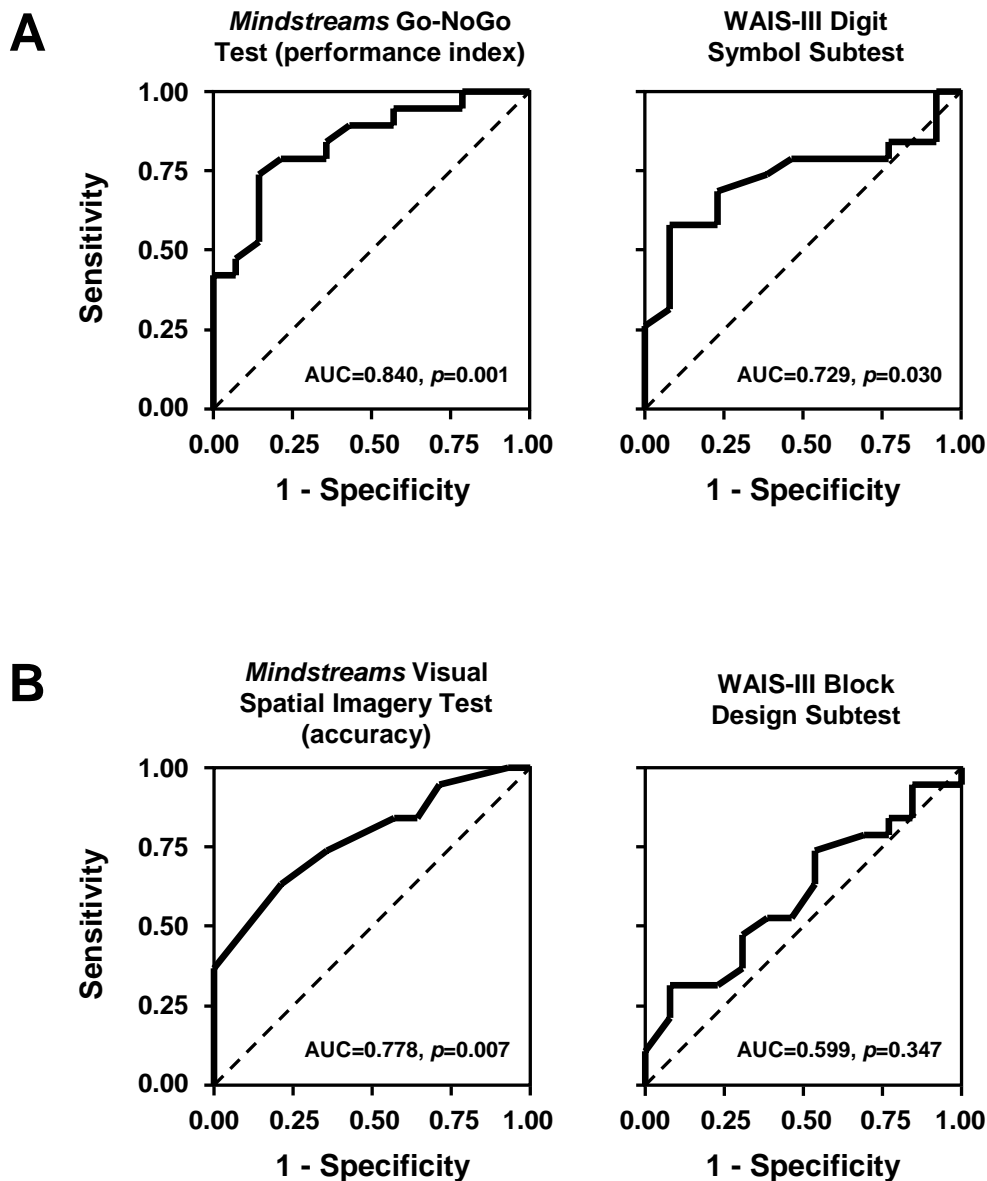 A
Mindstreams Go-NoGo
Test (performance index)
WAIS-III Digit
Symbol Subtest
1.00
0.75
0.50
0.25
0.00
Sensitivity
AUC=0.840, p=0.001
0.00 0.25 0.50 0.75 1.00
1 - Specificity
AUC=0.729, p=0.030
0.00 0.25 0.50 0.75 1.00
1 - Specificity
B
Mindstreams Visual
Spatial Imagery Test
(accuracy)
WAIS-III Block
Design Subtest
1.00
0.75
0.50
0.25
0.00
Sensitivity
AUC=0.778, p=0.007
0.00 0.25 0.50 0.75 1.00
1 - Specificity
AUC=0.599, p=0.347
0.00 0.25 0.50 0.75 1.00
1 - Specificity